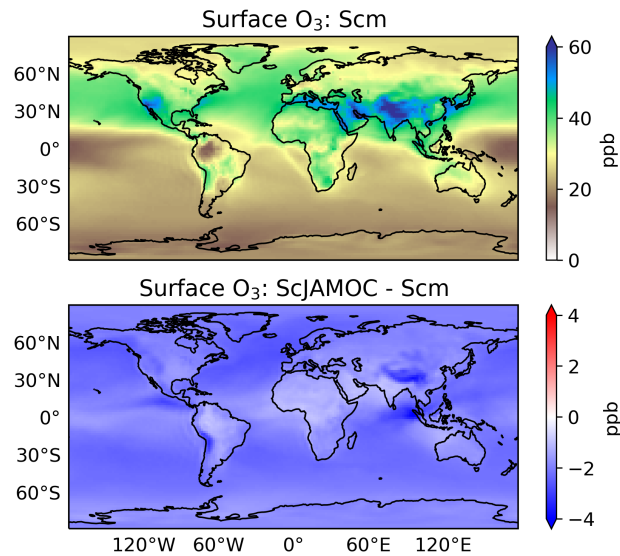 Surface O₃: Scm
60°N
30°N
0°
30°S
60°S
60
40
20
0
ppb
Surface O₃: ScJAMOC - Scm
60°N
30°N
0°
30°S
60°S
120°W 60°W 0° 60°E 120°E
4
2
0
−2
−4
ppb